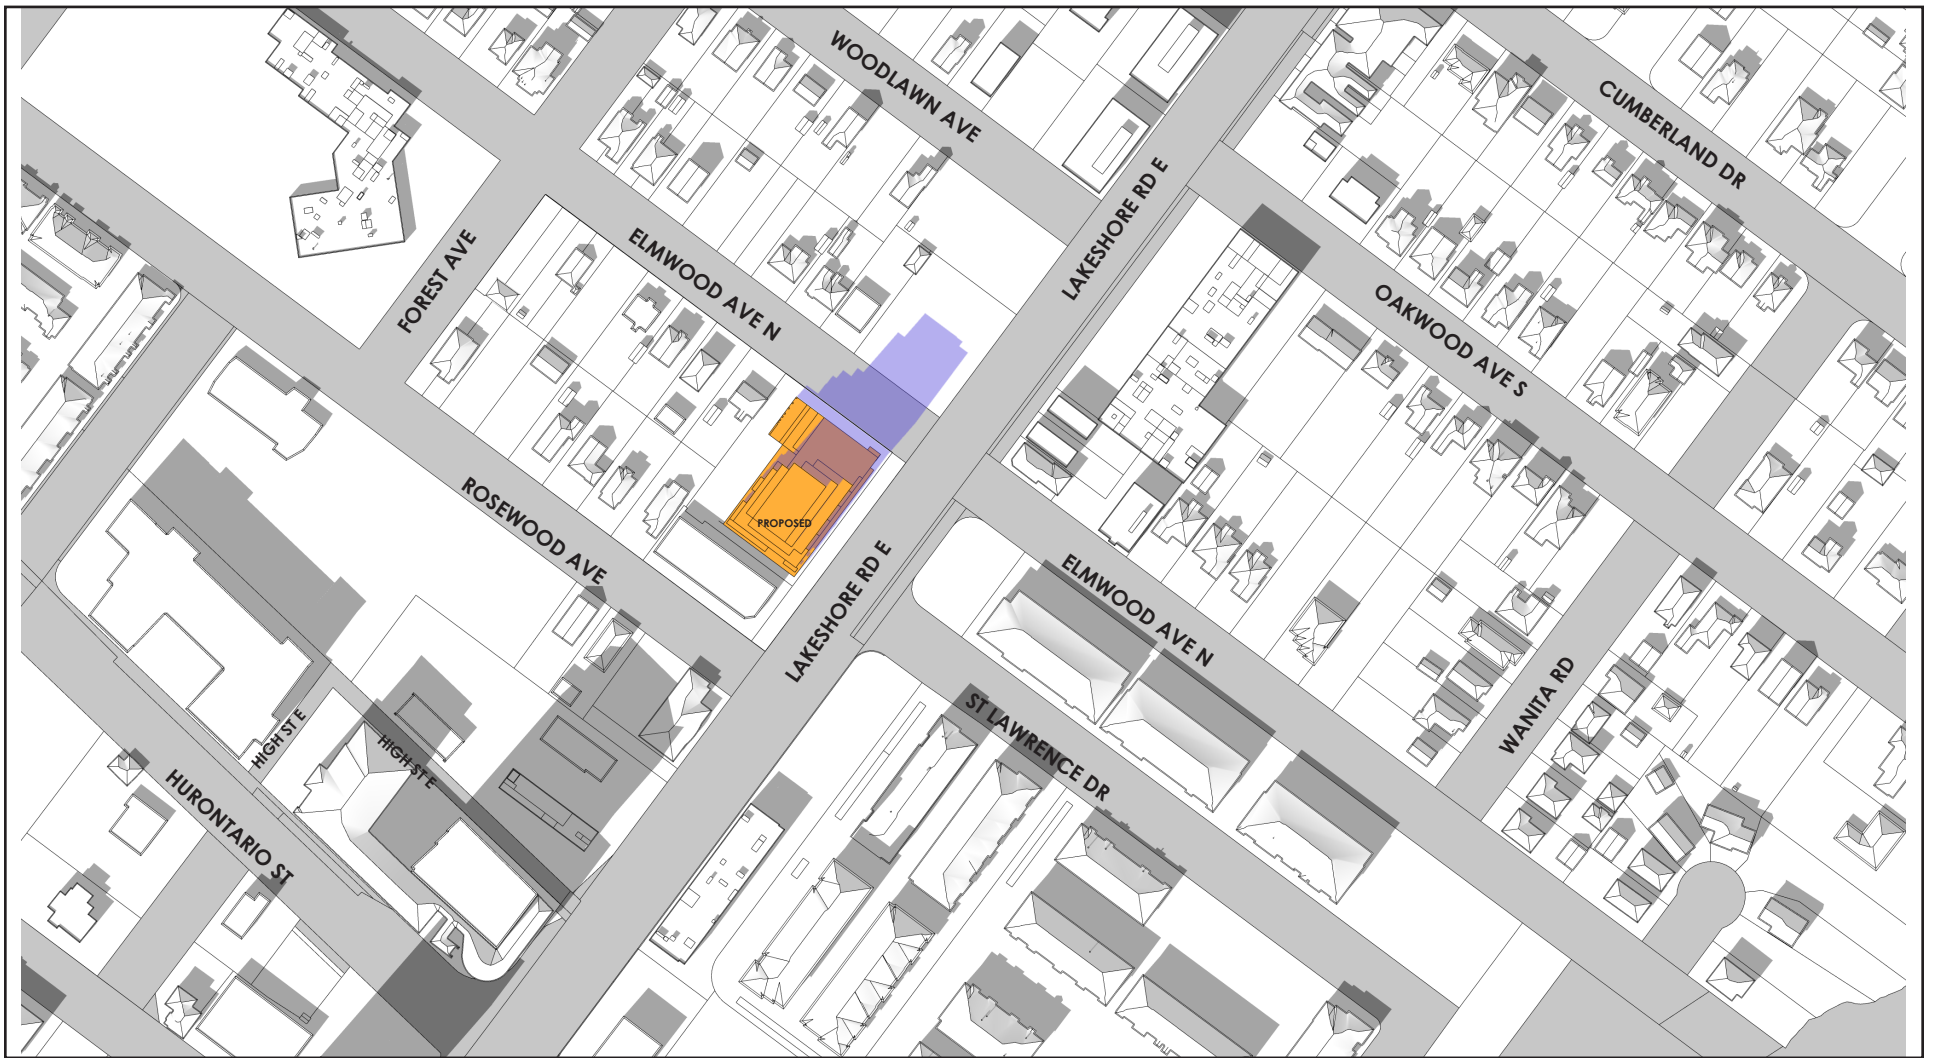 WOODLAWN AVE
CUMBERLAND DR
LAKESHORE RD E
FOREST AVE
ELMWOOD AVE N
OAKWOOD AVE S
ROSEWOOD AVE
PROPOSED
LAKESHORE RD E
ELMWOOD AVE N
WANITA RD
ST LAWRENCE DR
HIGH ST E
HIGH ST E
HURONTARIO ST